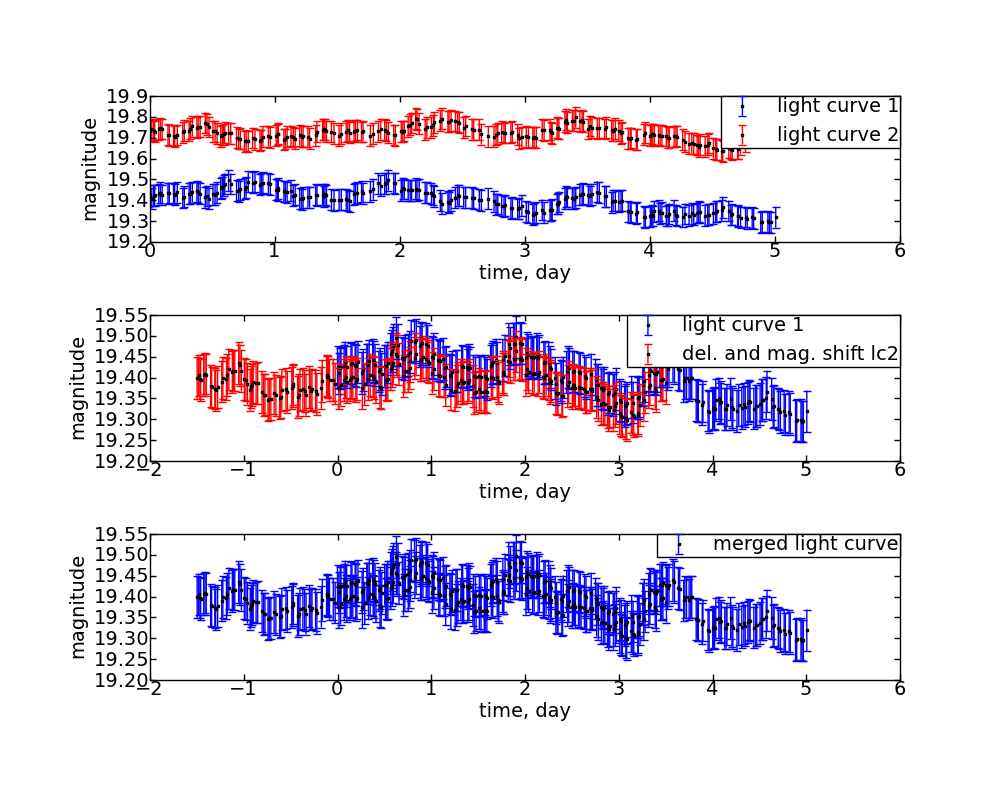 19.9
19.8
19.7
19.6
19.5
19.4
19.3
19.2
magnitude
light curve 1
light curve 2
0 1 2 3 4 5 6
time, day
19.55
19.50
19.45
19.40
19.35
19.30
19.25
19.20
magnitude
light curve 1
del. and mag. shift lc2
−2 −1 0 1 2 3 4 5 6
time, day
19.55
19.50
19.45
19.40
19.35
19.30
19.25
19.20
magnitude
merged light curve
−2 −1 0 1 2 3 4 5 6
time, day